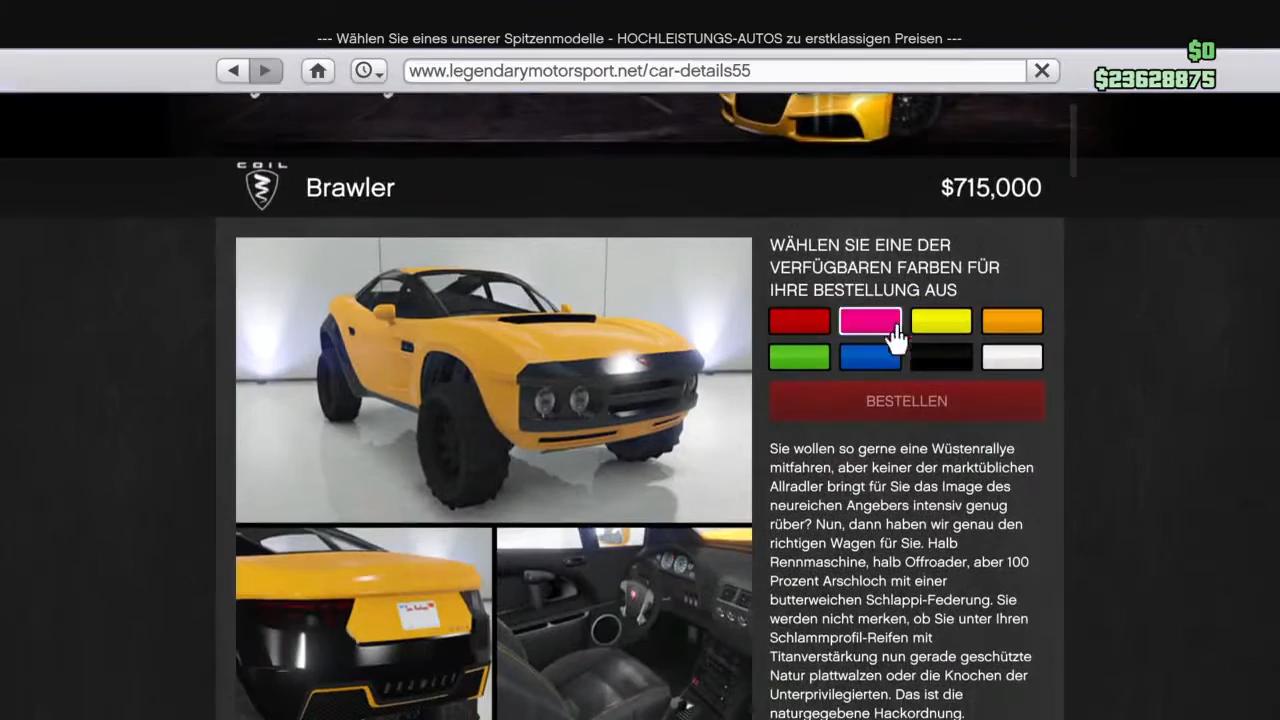 --- Wählen Sie eines unserer Spitzenmodelle - HOCHLEISTUNGS-AUTOS zu erstklassigen Preisen ---
$0
www.legendarymotorsport.net/car-details55
$23628875
COIL
Brawler
$715,000
WÄHLEN SIE EINE DER
VERFÜGBAREN FARBEN FÜR
IHRE BESTELLUNG AUS
BESTELLEN
Sie wollen so gerne eine Wüstenrallye
mitfahren, aber keiner der marktüblichen
Allradler bringt für Sie das Image des
neureichen Angebers intensiv genug
rüber? Nun, dann haben wir genau den
richtigen Wagen für Sie. Halb
Rennmaschine, halb Offroader, aber 100
Prozent Arschloch mit einer
butterweichen Schlappi-Federung. Sie
werden nicht merken, ob Sie unter Ihren
Schlammprofil-Reifen mit
Titanverstärkung nun gerade geschützte
Natur plattwalzen oder die Knochen der
Unterprivilegierten. Das ist die
naturgegebene Hackordnung.
BRAWLER